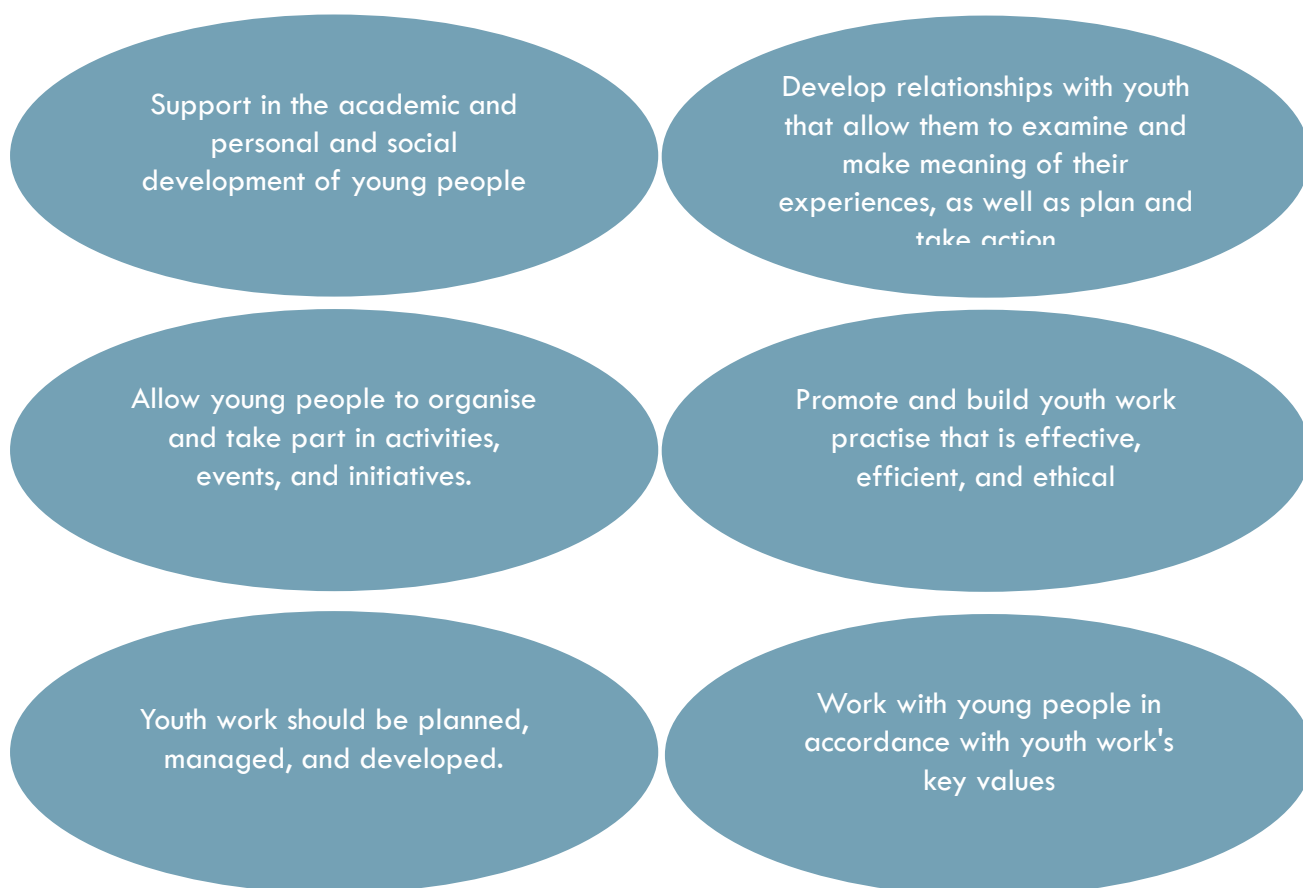 Support in the academic and
personal and social
development of young people
Develop relationships with youth
that allow them to examine and
make meaning of their
experiences, as well as plan and
take action
Allow young people to organise
and take part in activities,
events, and initiatives.
Promote and build youth work
practise that is effective,
efficient, and ethical
Youth work should be planned,
managed, and developed.
Work with young people in
accordance with youth work's
key values